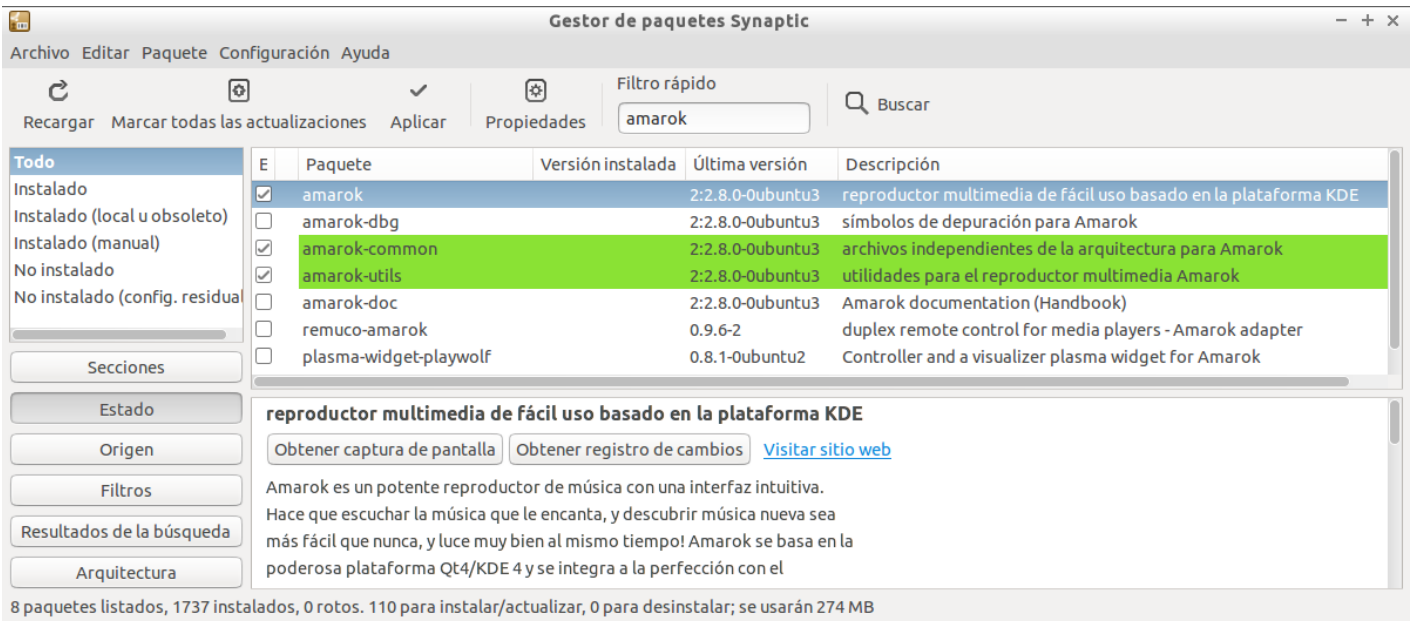 Gestor de paquetes Synaptic
Archivo Editar Paquete Configuración Ayuda
Recargar Marcar todas las actualizaciones Aplicar Propiedades Filtro rápido amarok Buscar
Todo
Instalado
Instalado (local u obsoleto)
Instalado (manual)
No instalado
No instalado (config. residual
Secciones
Estado
Origen
Filtros
Resultados de la búsqueda
Arquitectura
E Paquete Versión instalada Última versión Descripción
amarok 2:2.8.0-0ubuntu3 reproductor multimedia de fácil uso basado en la plataforma KDE
amarok-dbg 2:2.8.0-0ubuntu3 símbolos de depuración para Amarok
amarok-common 2:2.8.0-0ubuntu3 archivos independientes de la arquitectura para Amarok
amarok-utils 2:2.8.0-0ubuntu3 utilidades para el reproductor multimedia Amarok
amarok-doc 2:2.8.0-0ubuntu3 Amarok documentation (Handbook)
remuco-amarok 0.9.6-2 duplex remote control for media players - Amarok adapter
plasma-widget-playwolf 0.8.1-0ubuntu2 Controller and a visualizer plasma widget for Amarok
reproductor multimedia de fácil uso basado en la plataforma KDE
Obtener captura de pantalla Obtener registro de cambios Visitar sitio web
Amarok es un potente reproductor de música con una interfaz intuitiva.
Hace que escuchar la música que le encanta, y descubrir música nueva sea
más fácil que nunca, y luce muy bien al mismo tiempo! Amarok se basa en la
poderosa plataforma Qt4/KDE 4 y se integra a la perfección con el
8 paquetes listados, 1737 instalados, 0 rotos. 110 para instalar/actualizar, 0 para desinstalar; se usarán 274 MB